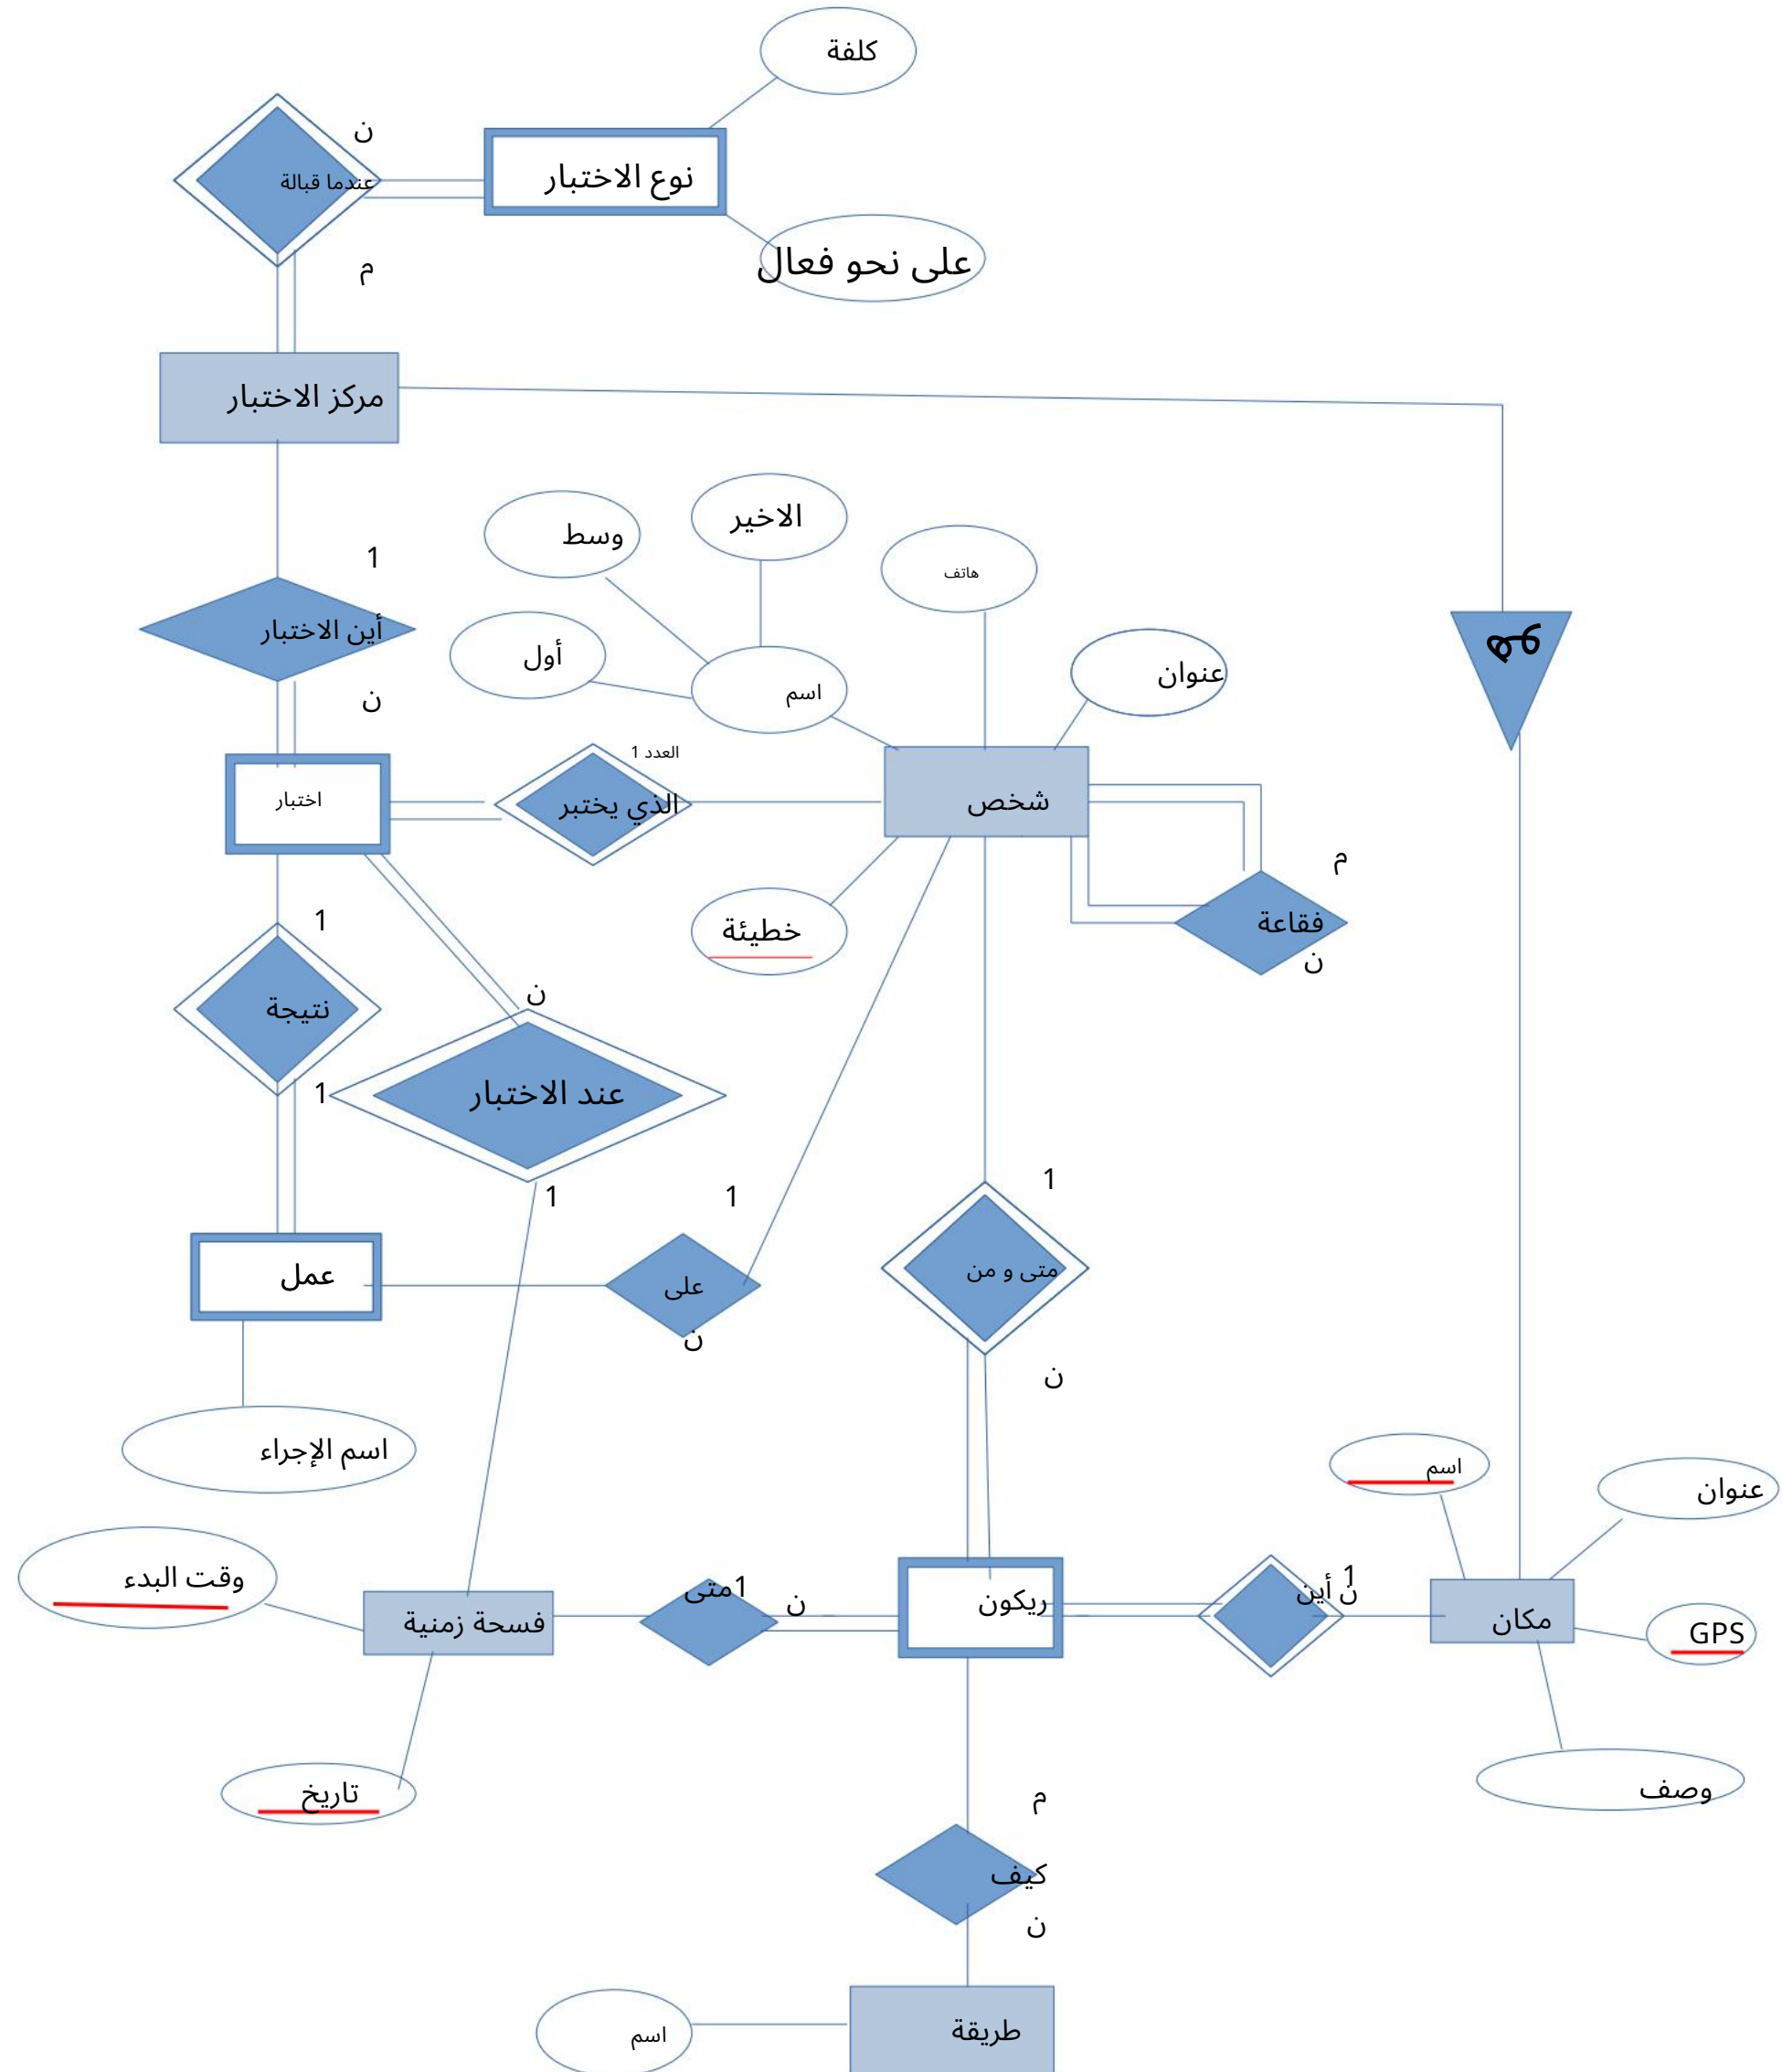 كلفة
ن
نوع الاختبار
عندما قبالة
على نحو فعال
م
مركز الاختبار
الاخير
وسط
1
هاتف
أين الاختبار
أول
عنوان
اسم
ن
العدد 1
اختبار
الذي يختبر
شخص
م
1
خطيئة
فقاعة
ن
ن
نتيجة
1
عند الاختبار
1
1
1
متى و من
عمل
على
ن
ن
اسم الإجراء
اسم
عنوان
وقت البدء
1متى
ن
ريكون
1
ن أين
فسحة زمنية
مكان
GPS
تاريخ
وصف
م
كيف
ن
طريقة
اسم